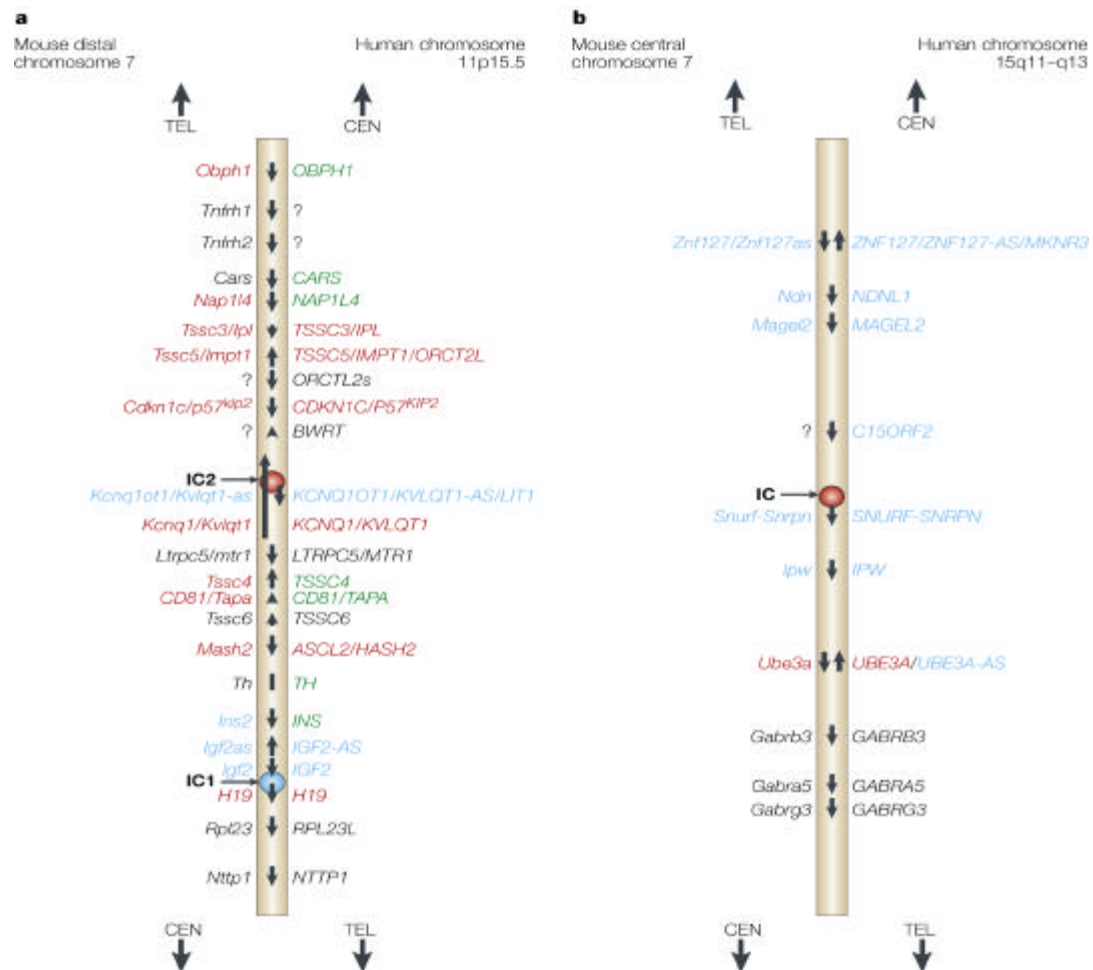 a
Mouse distal
chromosome 7
Human chromosome
11p15.5
TEL
CEN
Obph1 OBPH1
Tnfrh1 ?
Tnfrh2 ?
Cars CARS
Nap1l4 NAP1L4
Tssc3/Ipl TSSC3/IPL
Tssc5/Impt1 TSSC5/IMPT1/ORCT2L
? ORCTL2s
Cdkn1c/p57kip2 CDKN1C/P57KIP2
? BWRT
IC2
Kcnq1ot1/Kvlqt1-as KCNQ1OT1/KVLQT1-AS/LIT1
Kcnq1/Kvlqt1 KCNQ1/KVLQT1
Ltrpc5/mtr1 LTRPC5/MTR1
Tssc4 TSSC4
CD81/Tapa CD81/TAPA
Tssc6 TSSC6
Mash2 ASCL2/HASH2
Th TH
Ins2 INS
Igf2as IGF2-AS
Igf2 IGF2
IC1
H19 H19
Rpl23 RPL23L
Nttp1 NTTP1
CEN
TEL
b
Mouse central
chromosome 7
Human chromosome
15q11–q13
TEL
CEN
Znf127/Znf127as ZNF127/ZNF127-AS/MKNR3
Ndn NDNL1
Magel2 MAGEL2
? C15ORF2
IC
Snurf-Snrpn SNURF-SNRPN
Ipw IPW
Ube3a UBE3A/UBE3A-AS
Gabrb3 GABRB3
Gabra5 GABRA5
Gabrg3 GABRG3
CEN
TEL